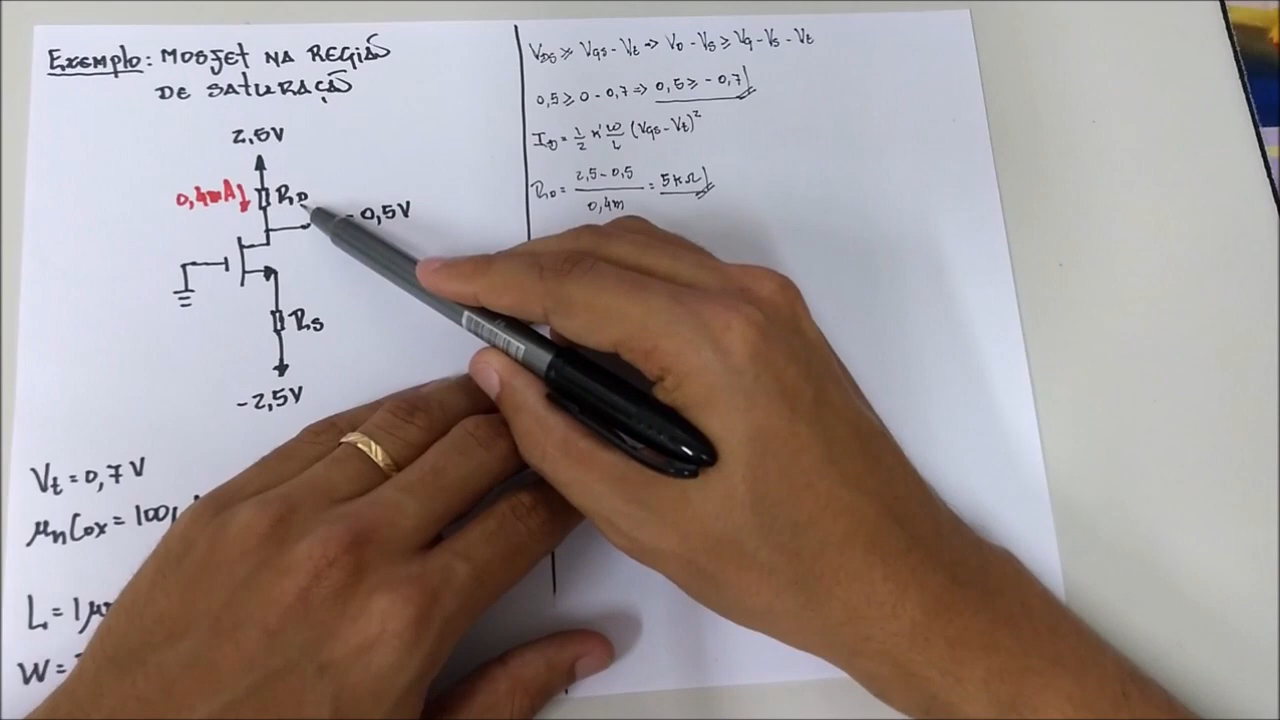 Exemplo: MOSFET NA REGIÃO
DE SATURAÇÃO
2,5V
0,4mA
RD
0,5V
RS
-2,5V
Vt = 0,7V
μnCox = 100
L = 1μ
W =
VDS ≥ VGS - Vt → VD - VS ≥ VG - VS - Vt
0,5 ≥ 0 - 0,7 ⇒ 0,5 ≥ - 0,7
ID = 1/2 K' W/L (VGS - Vt)²
RD = 2,5 - 0,5 / 0,4m = 5KΩ